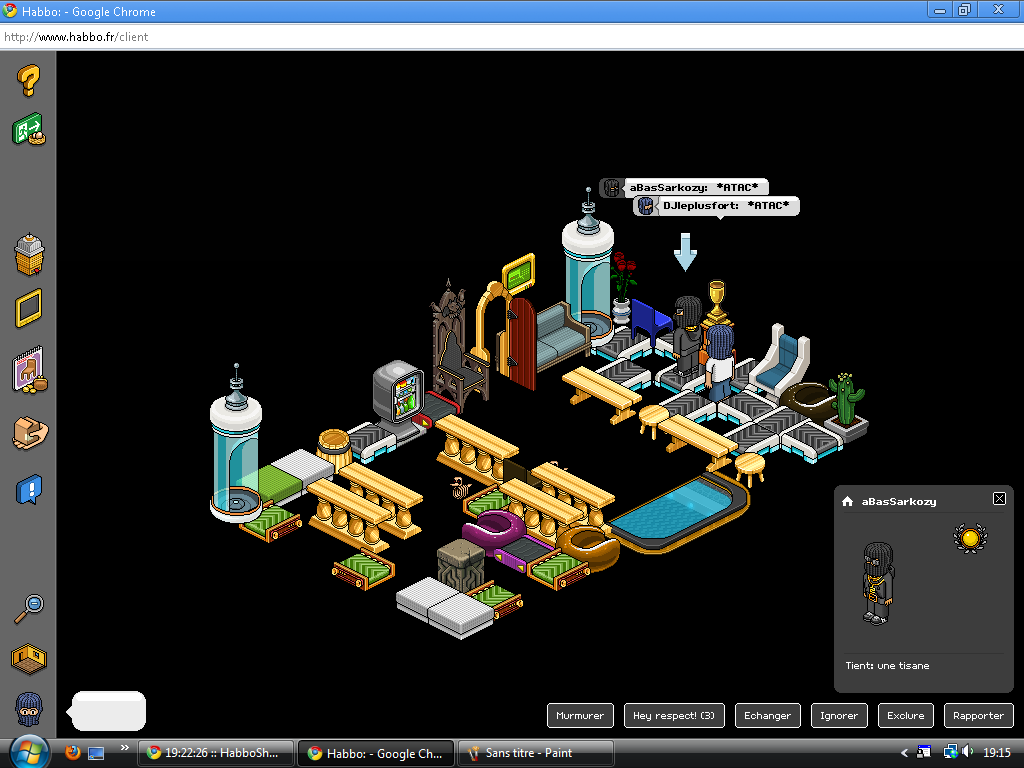 Habbo: - Google Chrome
http://www.habbo.fr/client
aBasSarkozy: *ATAC*
DJleplusfort: *ATAC*
aBasSarkozy
Tient: une tisane
Murmurer
Hey respect! (3)
Echanger
Ignorer
Exclure
Rapporter
19:22:26 :: HabboSh...
Habbo: - Google Ch...
Sans titre - Paint
19:15